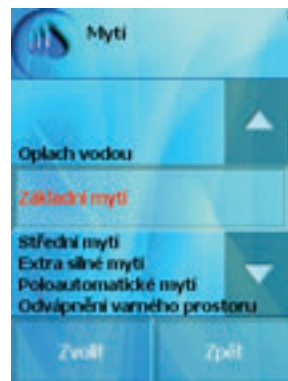 Mytí
Oplach vodou
Základní mytí
Střední mytí
Extra silné mytí
Poloautomatické mytí
Odvápnění varného prostoru
Zvolit
Zpět